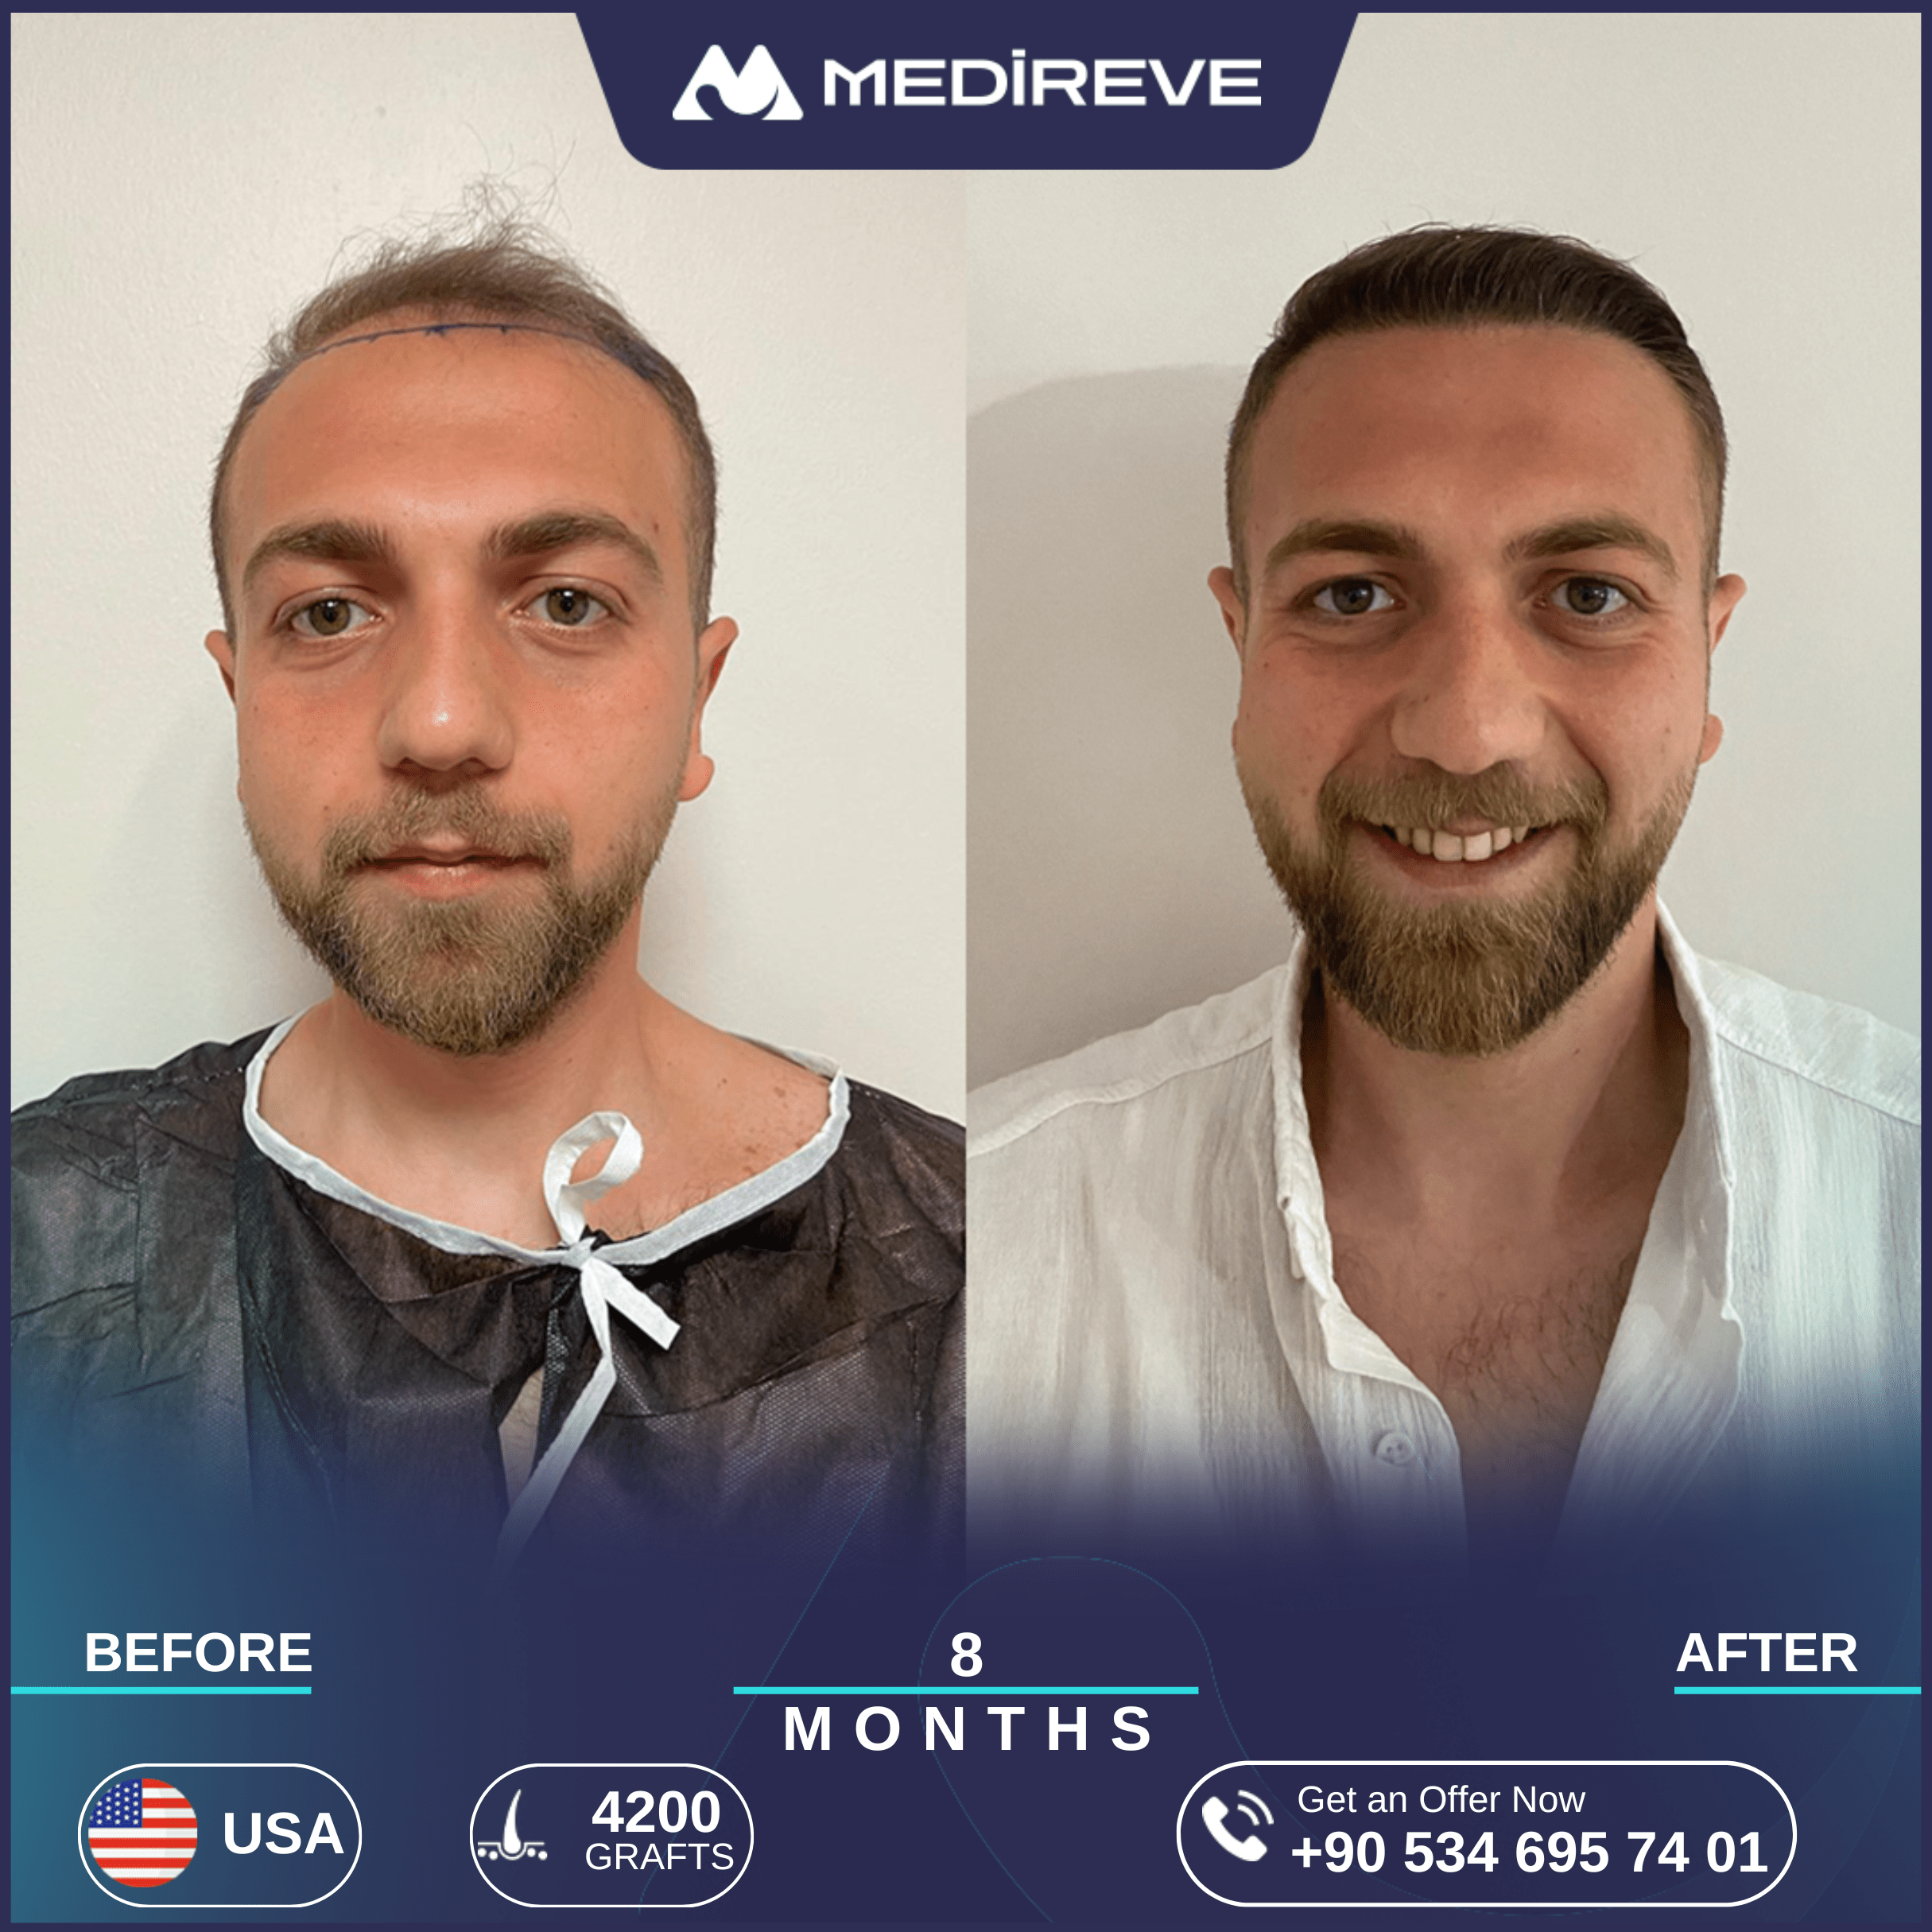 MEDİREVE
BEFORE
8
MONTHS
AFTER
USA
4200
GRAFTS
Get an Offer Now
+90 534 695 74 01